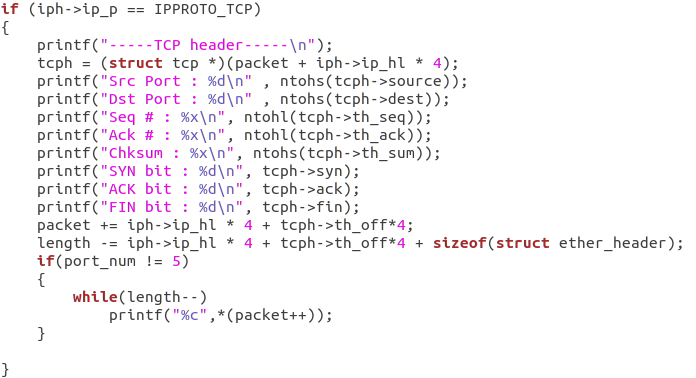 if (iph->ip_p == IPPROTO_TCP)
{
    printf("-----TCP header-----\n");
    tcph = (struct tcp *)(packet + iph->ip_hl * 4);
    printf("Src Port : %d\n" , ntohs(tcph->source));
    printf("Dst Port : %d\n" , ntohs(tcph->dest));
    printf("Seq # : %x\n", ntohl(tcph->th_seq));
    printf("Ack # : %x\n", ntohl(tcph->th_ack));
    printf("Chksum : %x\n", ntohs(tcph->th_sum));
    printf("SYN bit : %d\n", tcph->syn);
    printf("ACK bit : %d\n", tcph->ack);
    printf("FIN bit : %d\n", tcph->fin);
    packet += iph->ip_hl * 4 + tcph->th_off*4;
    length -= iph->ip_hl * 4 + tcph->th_off*4 + sizeof(struct ether_header);
    if(port_num != 5)
    {
        while(length--)
            printf("%c",*(packet++));
    }

}